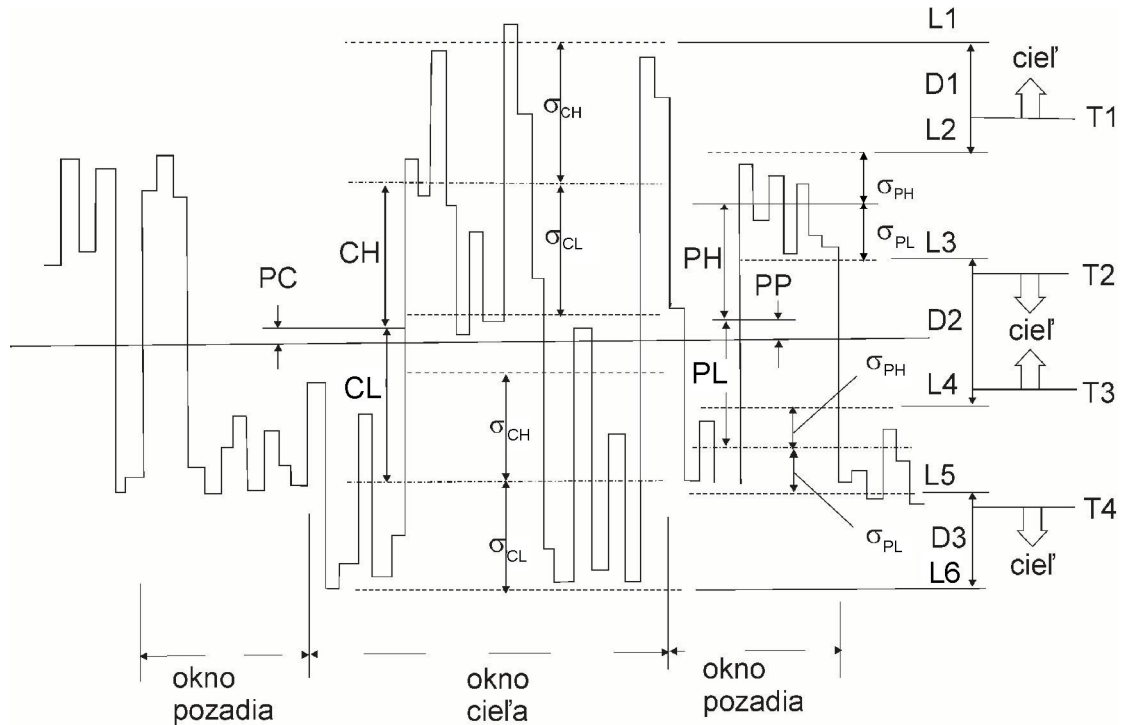 L1
cieľ
D1
σCH
T1
L2
σPH
CH
σCL
PH
σPL
L3
T2
PC
PP
D2
cieľ
CL
PL
σPH
L4
T3
σCH
L5
T4
σCL
σPL
D3
cieľ
L6
okno
pozadia
okno
cieľa
okno
pozadia